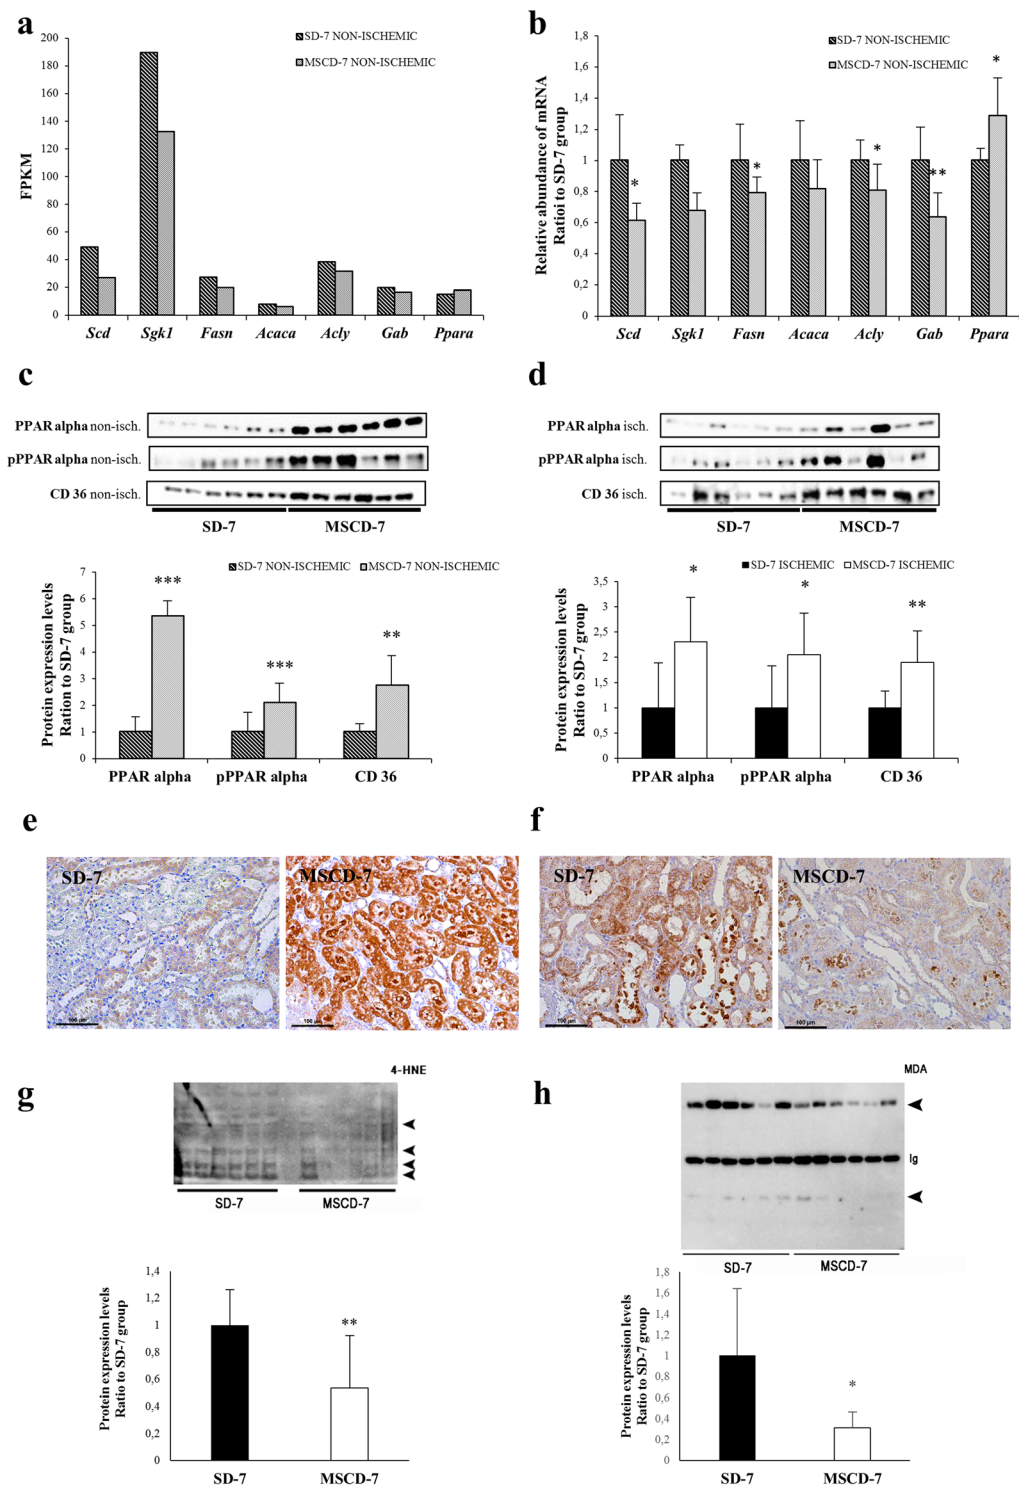 a
SD-7 NON-ISCHEMIC
MSCD-7 NON-ISCHEMIC
FPKM
200
180
160
140
120
100
80
60
40
20
0
Scd Sgk1 Fasn Acaca Acly Gab Ppara
b
SD-7 NON-ISCHEMIC
MSCD-7 NON-ISCHEMIC
Relative abundance of mRNA
Ratioi to SD-7 group
1,8
1,6
1,4
1,2
1
0,8
0,6
0,4
0,2
0
* * * ** *
Scd Sgk1 Fasn Acaca Acly Gab Ppara
c
PPAR alpha non-isch.
pPPAR alpha non-isch.
CD 36 non-isch.
SD-7 MSCD-7
SD-7 NON-ISCHEMIC MSCD-7 NON-ISCHEMIC
Protein expression levels
Ration to SD-7 group
7
6
5
4
3
2
1
0
*** *** **
PPAR alpha pPPAR alpha CD 36
d
PPAR alpha isch.
pPPAR alpha isch.
CD 36 isch.
SD-7 MSCD-7
SD-7 ISCHEMIC MSCD-7 ISCHEMIC
Protein expression levels
Ratio to SD-7 group
3,5
3
2,5
2
1,5
1
0,5
0
* * **
PPAR alpha pPPAR alpha CD 36
e
SD-7
100 µm
MSCD-7
100 µm
f
SD-7
100 µm
MSCD-7
100 µm
g
4-HNE
SD-7 MSCD-7
Protein expression levels
Ratio to SD-7 group
1,4
1,2
1
0,8
0,6
0,4
0,2
0
**
SD-7 MSCD-7
h
MDA
Ig
SD-7 MSCD-7
Protein expression levels
Ratio to SD-7 group
1,8
1,6
1,4
1,2
1
0,8
0,6
0,4
0,2
0
*
SD-7 MSCD-7